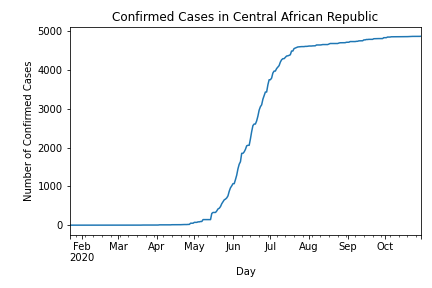 Confirmed Cases in Central African Republic
Number of Confirmed Cases
5000
4000
3000
2000
1000
0
Feb Mar Apr May Jun Jul Aug Sep Oct
2020
Day